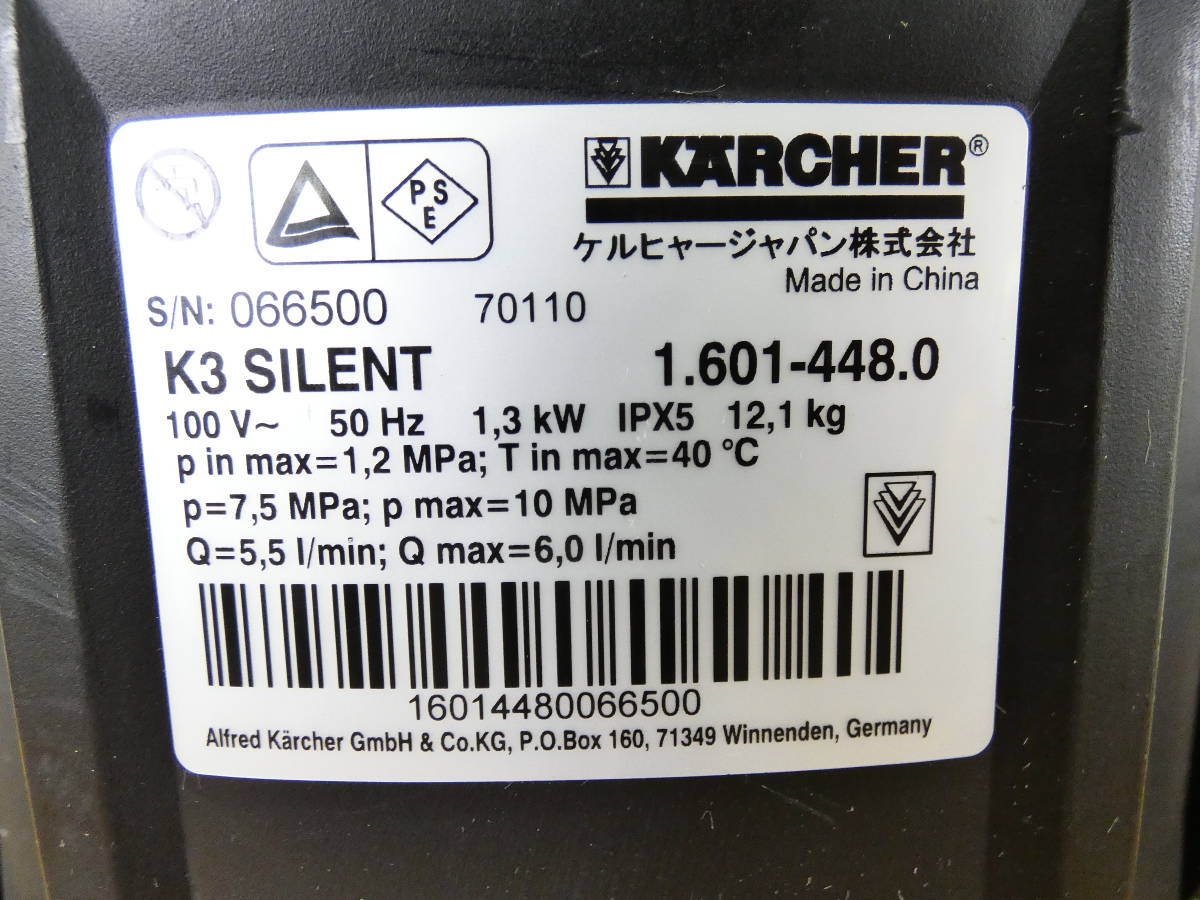 PS
E
KÄRCHER®
ケルヒャージャパン株式会社
Made in China
S/N: 066500 70110
K3 SILENT 1.601-448.0
100 V~ 50 Hz 1,3 kW IPX5 12,1 kg
p in max=1,2 MPa; T in max=40 °C
p=7,5 MPa; p max=10 MPa
Q=5,5 l/min; Q max=6,0 l/min
16014480066500
Alfred Kärcher GmbH & Co.KG, P.O.Box 160, 71349 Winnenden, Germany